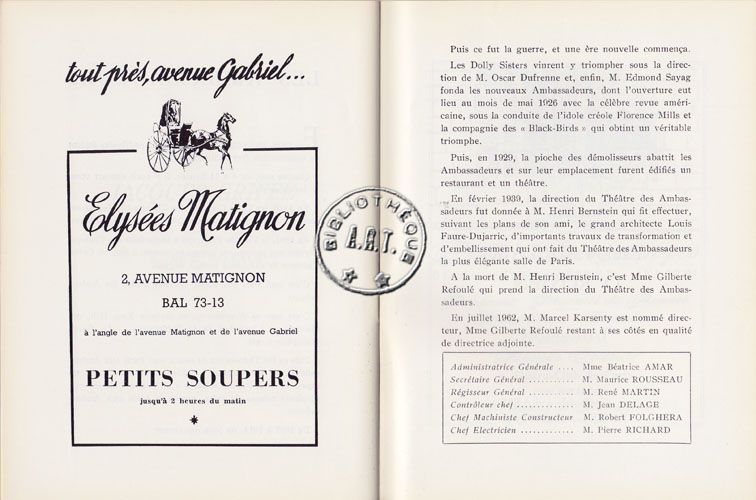 tout près, avenue Gabriel...
Elysées Matignon
2, AVENUE MATIGNON
BAL 73-13
à l'angle de l'avenue Matignon et de l'avenue Gabriel
PETITS SOUPERS
jusqu'à 2 heures du matin
BIBLIOTHÈQUE
A.R.T.
Puis ce fut la guerre, et une ère nouvelle commença.
Les Dolly Sisters vinrent y triompher sous la direc-
tion de M. Oscar Dufrenne et, enfin, M. Edmond Sayag
fonda les nouveaux Ambassadeurs, dont l'ouverture eut
lieu au mois de mai 1926 avec la célèbre revue améri-
caine, sous la conduite de l'idole créole Florence Mills et
la compagnie des « Black-Birds » qui obtint un véritable
triomphe.
Puis, en 1929, la pioche des démolisseurs abattit les
Ambassadeurs et sur leur emplacement furent édifiés un
restaurant et un théâtre.
En février 1939, la direction du Théâtre des Ambas-
sadeurs fut donnée à M. Henri Bernstein qui fit effectuer,
suivant les plans de son ami, le grand architecte Louis
Faure-Dujarric, d'importants travaux de transformation et
d'embellissement qui ont fait du Théâtre des Ambassadeurs
la plus élégante salle de Paris.
A la mort de M. Henri Bernstein, c'est Mme Gilberte
Refoulé qui prend la direction du Théâtre des Ambas-
sadeurs.
En juillet 1962, M. Marcel Karsenty est nommé direc-
teur, Mme Gilberte Refoulé restant à ses côtés en qualité
de directrice adjointe.
Administratrice Générale .... Mme Béatrice AMAR
Secrétaire Général .......... M. Maurice ROUSSEAU
Régisseur Général .......... M. René MARTIN
Contrôleur chef ............. M. Jean DELAGE
Chef Machiniste Constructeur M. Robert FOLGHERA
Chef Electricien ............ M. Pierre RICHARD